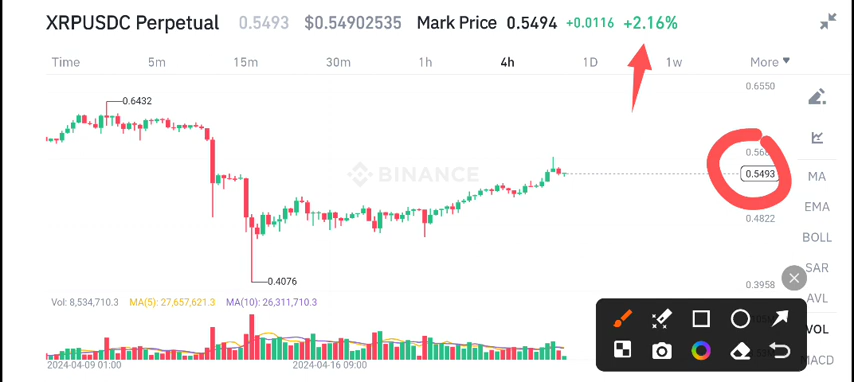 XRPUSDC Perpetual 0.5493 $0.54902535 Mark Price 0.5494 +0.0116 +2.16%
Time 5m 15m 30m 1h 4h 1D 1w More
0.6550
0.6432
0.5493
BINANCE
MA
EMA
0.4822
BOLL
SAR
0.4076
0.3958
AVL
Vol: 8,534,710.3 MA(5): 27,657,621.3 MA(10): 26,311,710.3
VOL
MACD
2024-04-09 01:00 2024-04-16 09:00